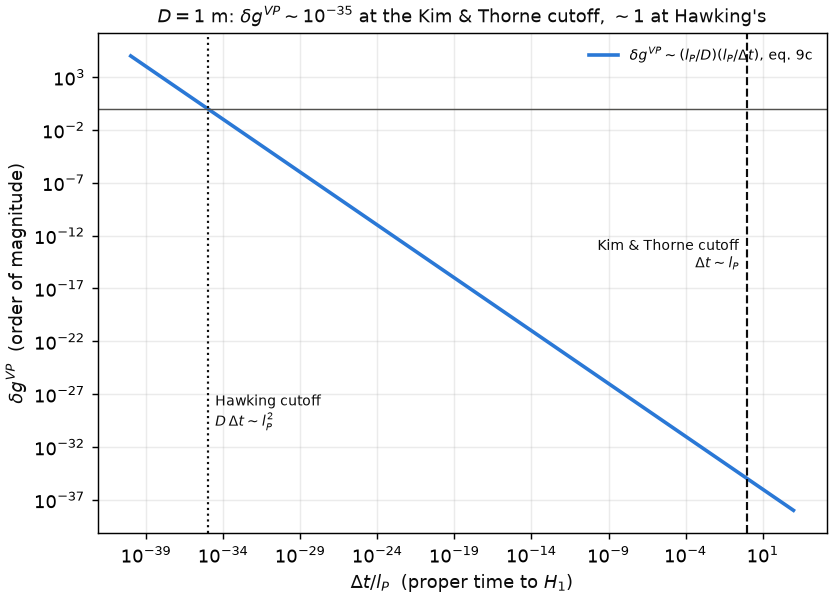 D = 1 m: δg^{VP} ~ 10^{−35} at the Kim & Thorne cutoff, ~ 1 at Hawking's
δg^{VP} ~ (l_P/D)(l_P/Δt), eq. 9c
10^3
10^{−2}
10^{−7}
10^{−12}
10^{−17}
10^{−22}
10^{−27}
10^{−32}
10^{−37}
δg^{VP} (order of magnitude)
Kim & Thorne cutoff
Δt ~ l_P
Hawking cutoff
D Δt ~ l_P^2
10^{−39}
10^{−34}
10^{−29}
10^{−24}
10^{−19}
10^{−14}
10^{−9}
10^{−4}
10^1
Δt/l_P (proper time to H_1)